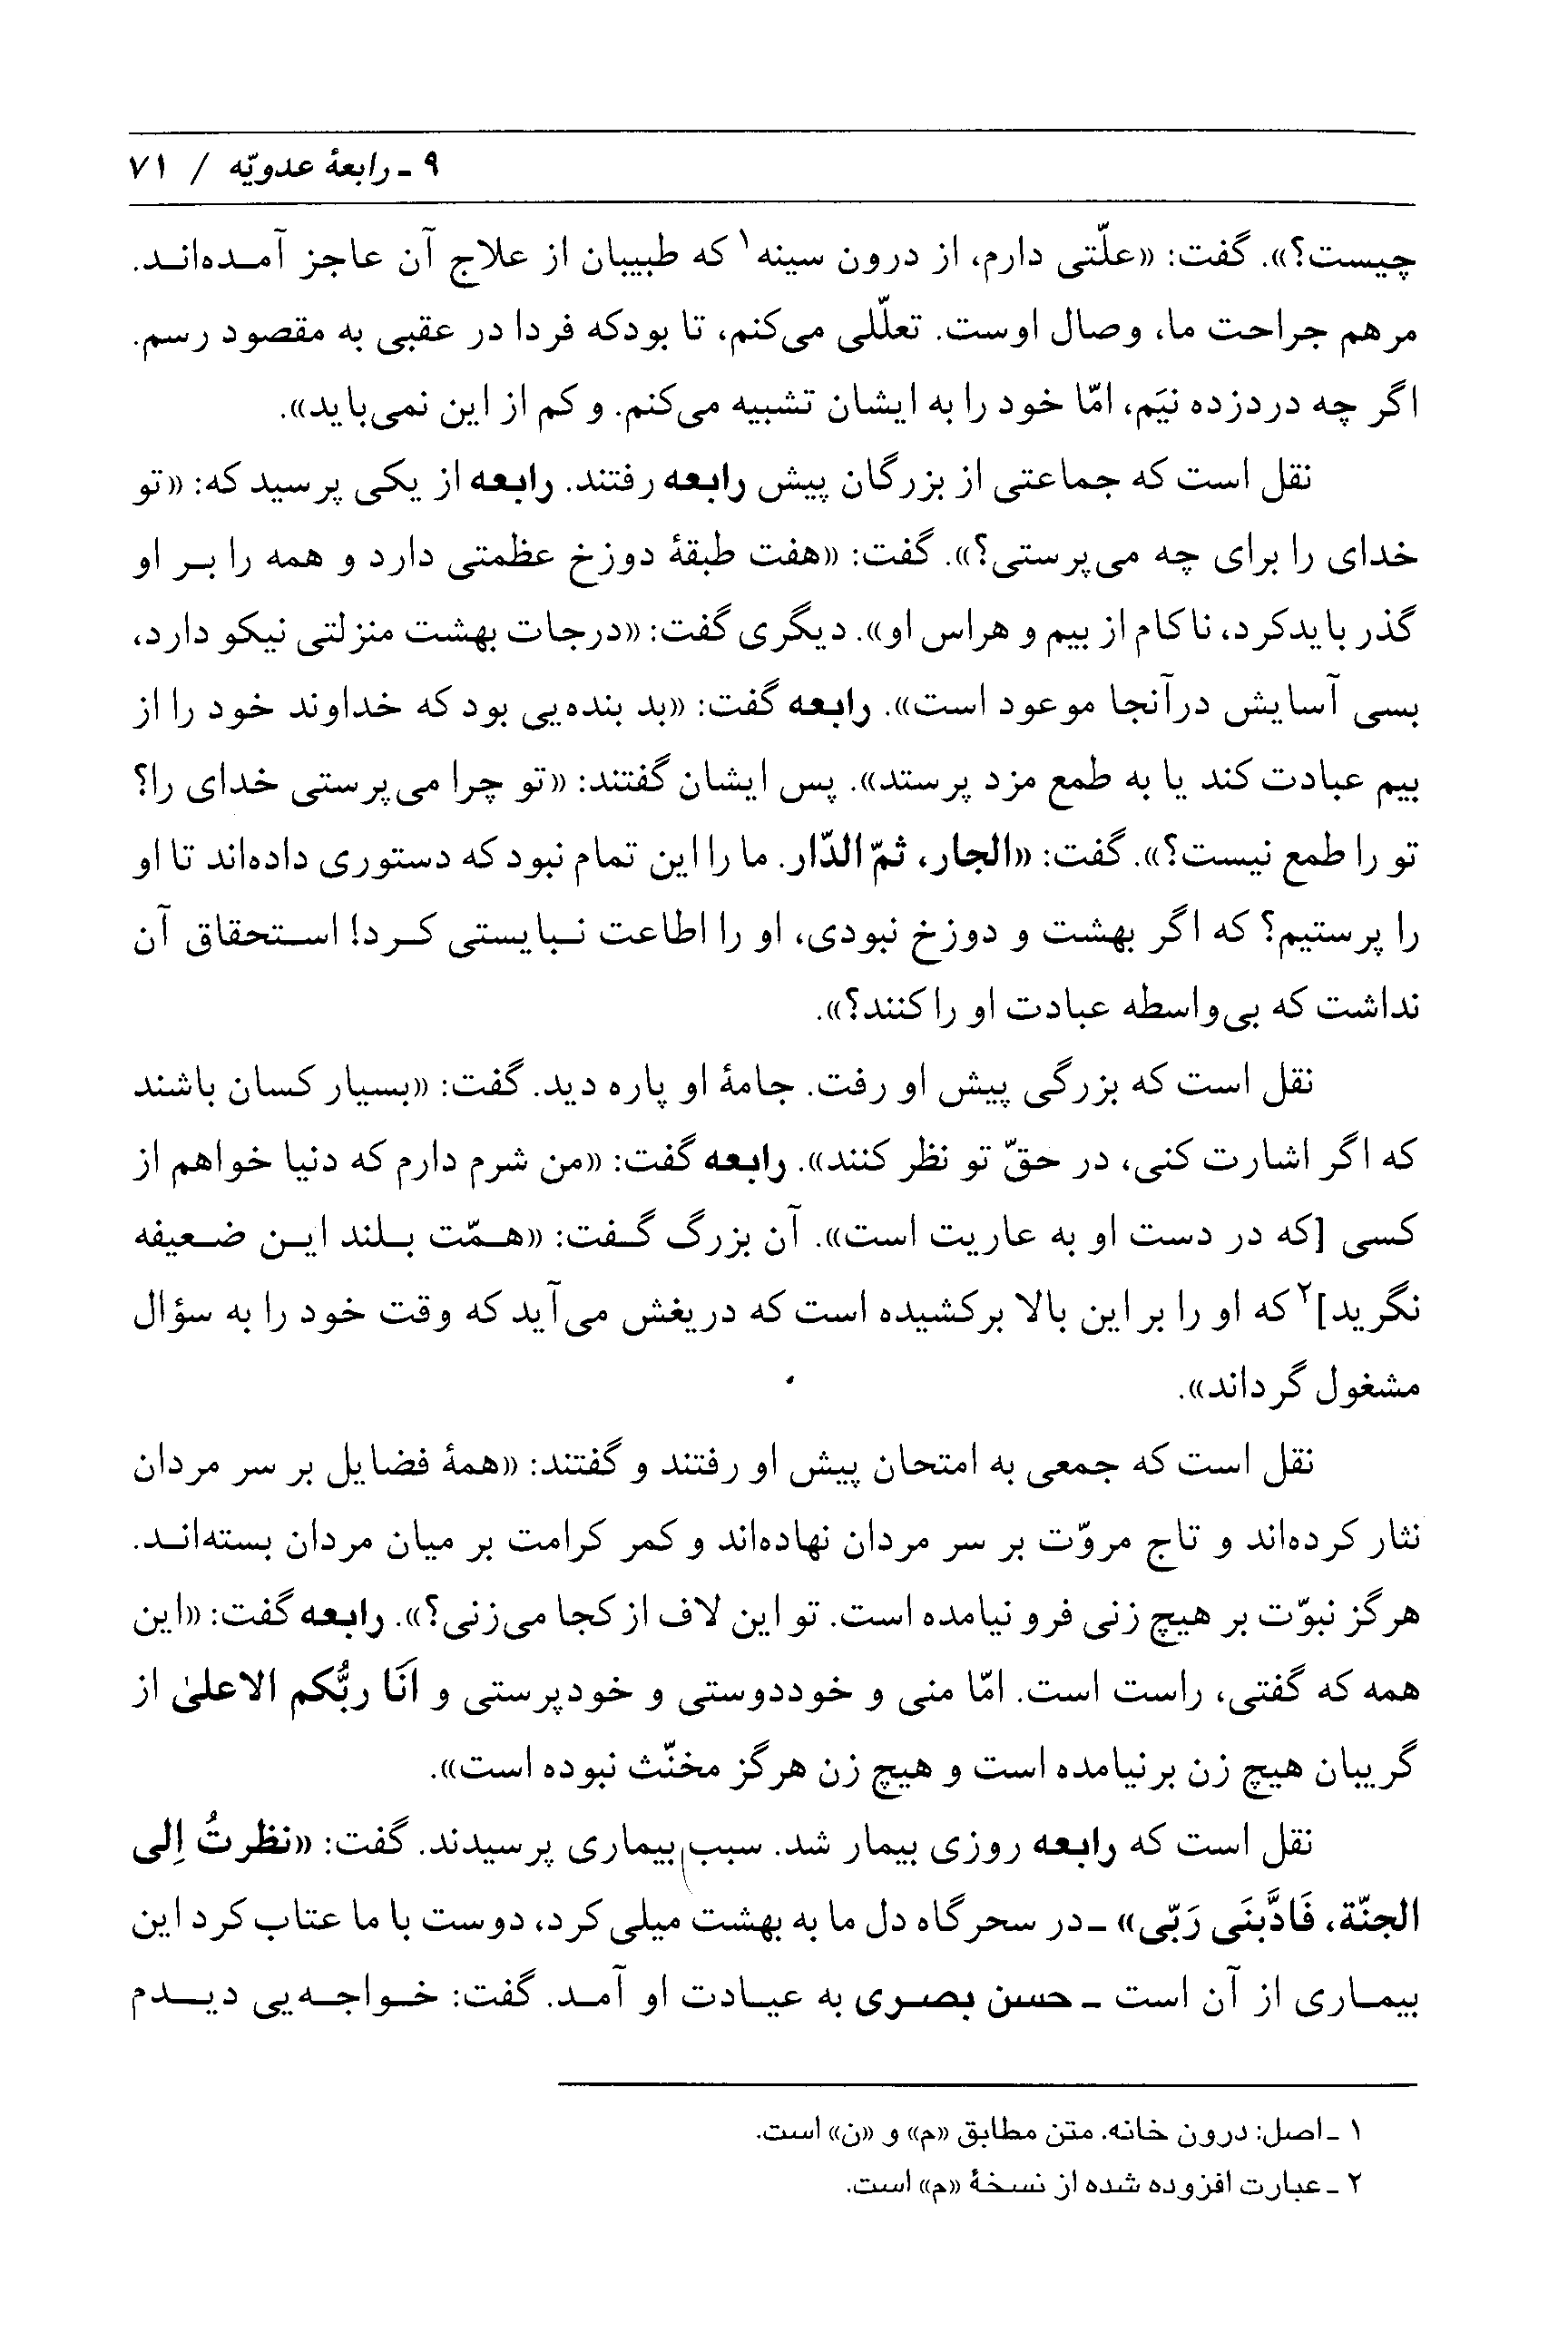 ۹ ـ رابعهٔ عدویّه / ۷۱
چیست؟». گفت: «علّتی دارم، از درون سینه۱ که طبیبان از علاج آن عاجز آمده‌اند.
مرهم جراحت ما، وصال اوست. تعلّلی می‌کنم، تا بودکه فردا در عقبی به مقصود رسم.
اگر چه دردزده نیَم، امّا خود را به ایشان تشبیه می‌کنم. و کم از این نمی‌باید».
نقل است که جماعتی از بزرگان پیش رابعه رفتند. رابعه از یکی پرسید که: «تو
خدای را برای چه می‌پرستی؟». گفت: «هفت طبقهٔ دوزخ عظمتی دارد و همه را بر او
گذر بایدکرد، ناکام از بیم و هراس او». دیگری گفت: «درجات بهشت منزلتی نیکو دارد،
بسی آسایش درآنجا موعود است». رابعه گفت: «بد بنده‌یی بود که خداوند خود را از
بیم عبادت کند یا به طمع مزد پرستد». پس ایشان گفتند: «تو چرا می‌پرستی خدای را؟
تو را طمع نیست؟». گفت: «الجار، ثمّ الدّار. ما را این تمام نبود که دستوری داده‌اند تا او
را پرستیم؟ که اگر بهشت و دوزخ نبودی، او را اطاعت نبایستی کرد! استحقاق آن
نداشت که بی‌واسطه عبادت او را کنند؟».
نقل است که بزرگی پیش او رفت. جامهٔ او پاره دید. گفت: «بسیار کسان باشند
که اگر اشارت کنی، در حقّ تو نظر کنند». رابعه گفت: «من شرم دارم که دنیا خواهم از
کسی [که در دست او به عاریت است». آن بزرگ گفت: «همّت بلند این ضعیفه
نگرید]۲ که او را بر این بالا برکشیده است که دریغش می‌آید که وقت خود را به سؤال
مشغول گرداند».
نقل است که جمعی به امتحان پیش او رفتند و گفتند: «همهٔ فضایل بر سر مردان
نثار کرده‌اند و تاج مروّت بر سر مردان نهاده‌اند و کمر کرامت بر میان مردان بسته‌اند.
هرگز نبوّت بر هیچ زنی فرو نیامده است. تو این لاف از کجا می‌زنی؟». رابعه گفت: «این
همه که گفتی، راست است. امّا منی و خوددوستی و خودپرستی و اَنَا ربُّکم الاعلیٰ از
گریبان هیچ زن برنیامده است و هیچ زن هرگز مخنّث نبوده است».
نقل است که رابعه روزی بیمار شد. سبب بیماری پرسیدند. گفت: «نظرتُ اِلی
الجنّة، فَادَّبنَی رَبّی» ـ در سحرگاه دل ما به بهشت میلی کرد، دوست با ما عتاب کرد این
بیماری از آن است ـ حسن بصری به عیادت او آمد. گفت: خواجه‌یی دیدم
۱ ـ اصل: درون خانه. متن مطابق «م» و «ن» است.
۲ ـ عبارت افزوده شده از نسخهٔ «م» است.